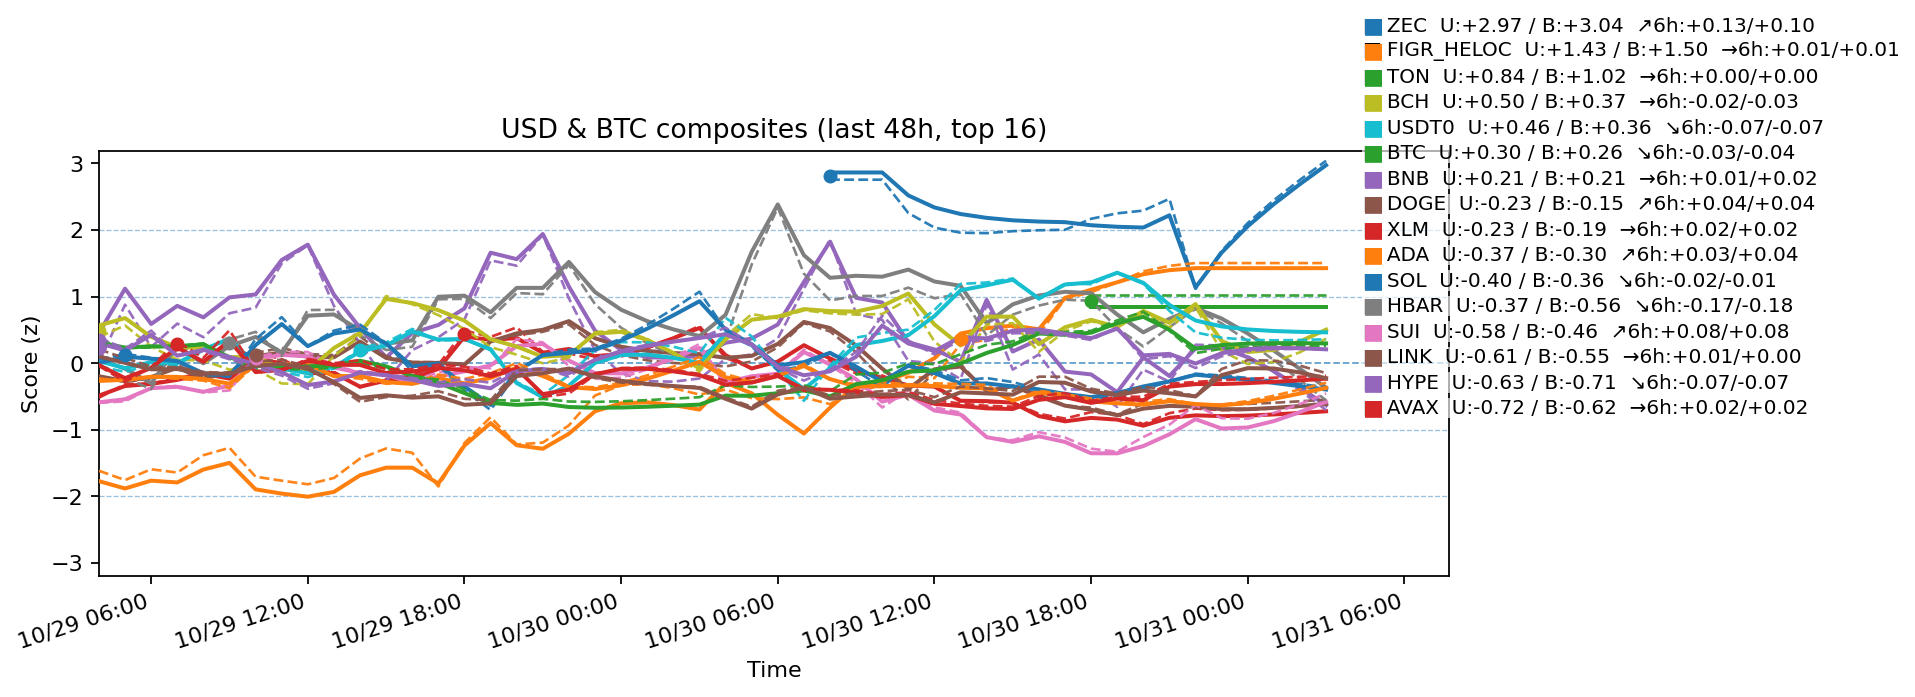 ZEC U:+2.97 / B:+3.04 ↗6h:+0.13/+0.10
FIGR_HELOC U:+1.43 / B:+1.50 →6h:+0.01/+0.01
TON U:+0.84 / B:+1.02 →6h:+0.00/+0.00
BCH U:+0.50 / B:+0.37 →6h:-0.02/-0.03
USDT0 U:+0.46 / B:+0.36 ↘6h:-0.07/-0.07
BTC U:+0.30 / B:+0.26 ↘6h:-0.03/-0.04
BNB U:+0.21 / B:+0.21 →6h:+0.01/+0.02
DOGE U:-0.23 / B:-0.15 ↗6h:+0.04/+0.04
XLM U:-0.23 / B:-0.19 →6h:+0.02/+0.02
ADA U:-0.37 / B:-0.30 ↗6h:+0.03/+0.04
SOL U:-0.40 / B:-0.36 ↘6h:-0.02/-0.01
HBAR U:-0.37 / B:-0.56 ↘6h:-0.17/-0.18
SUI U:-0.58 / B:-0.46 ↗6h:+0.08/+0.08
LINK U:-0.61 / B:-0.55 →6h:+0.01/+0.00
HYPE U:-0.63 / B:-0.71 ↘6h:-0.07/-0.07
AVAX U:-0.72 / B:-0.62 →6h:+0.02/+0.02
USD & BTC composites (last 48h, top 16)
Score (z)
3
2
1
0
−1
−2
−3
10/29 06:00
10/29 12:00
10/29 18:00
10/30 00:00
10/30 06:00
10/30 12:00
10/30 18:00
10/31 00:00
10/31 06:00
Time